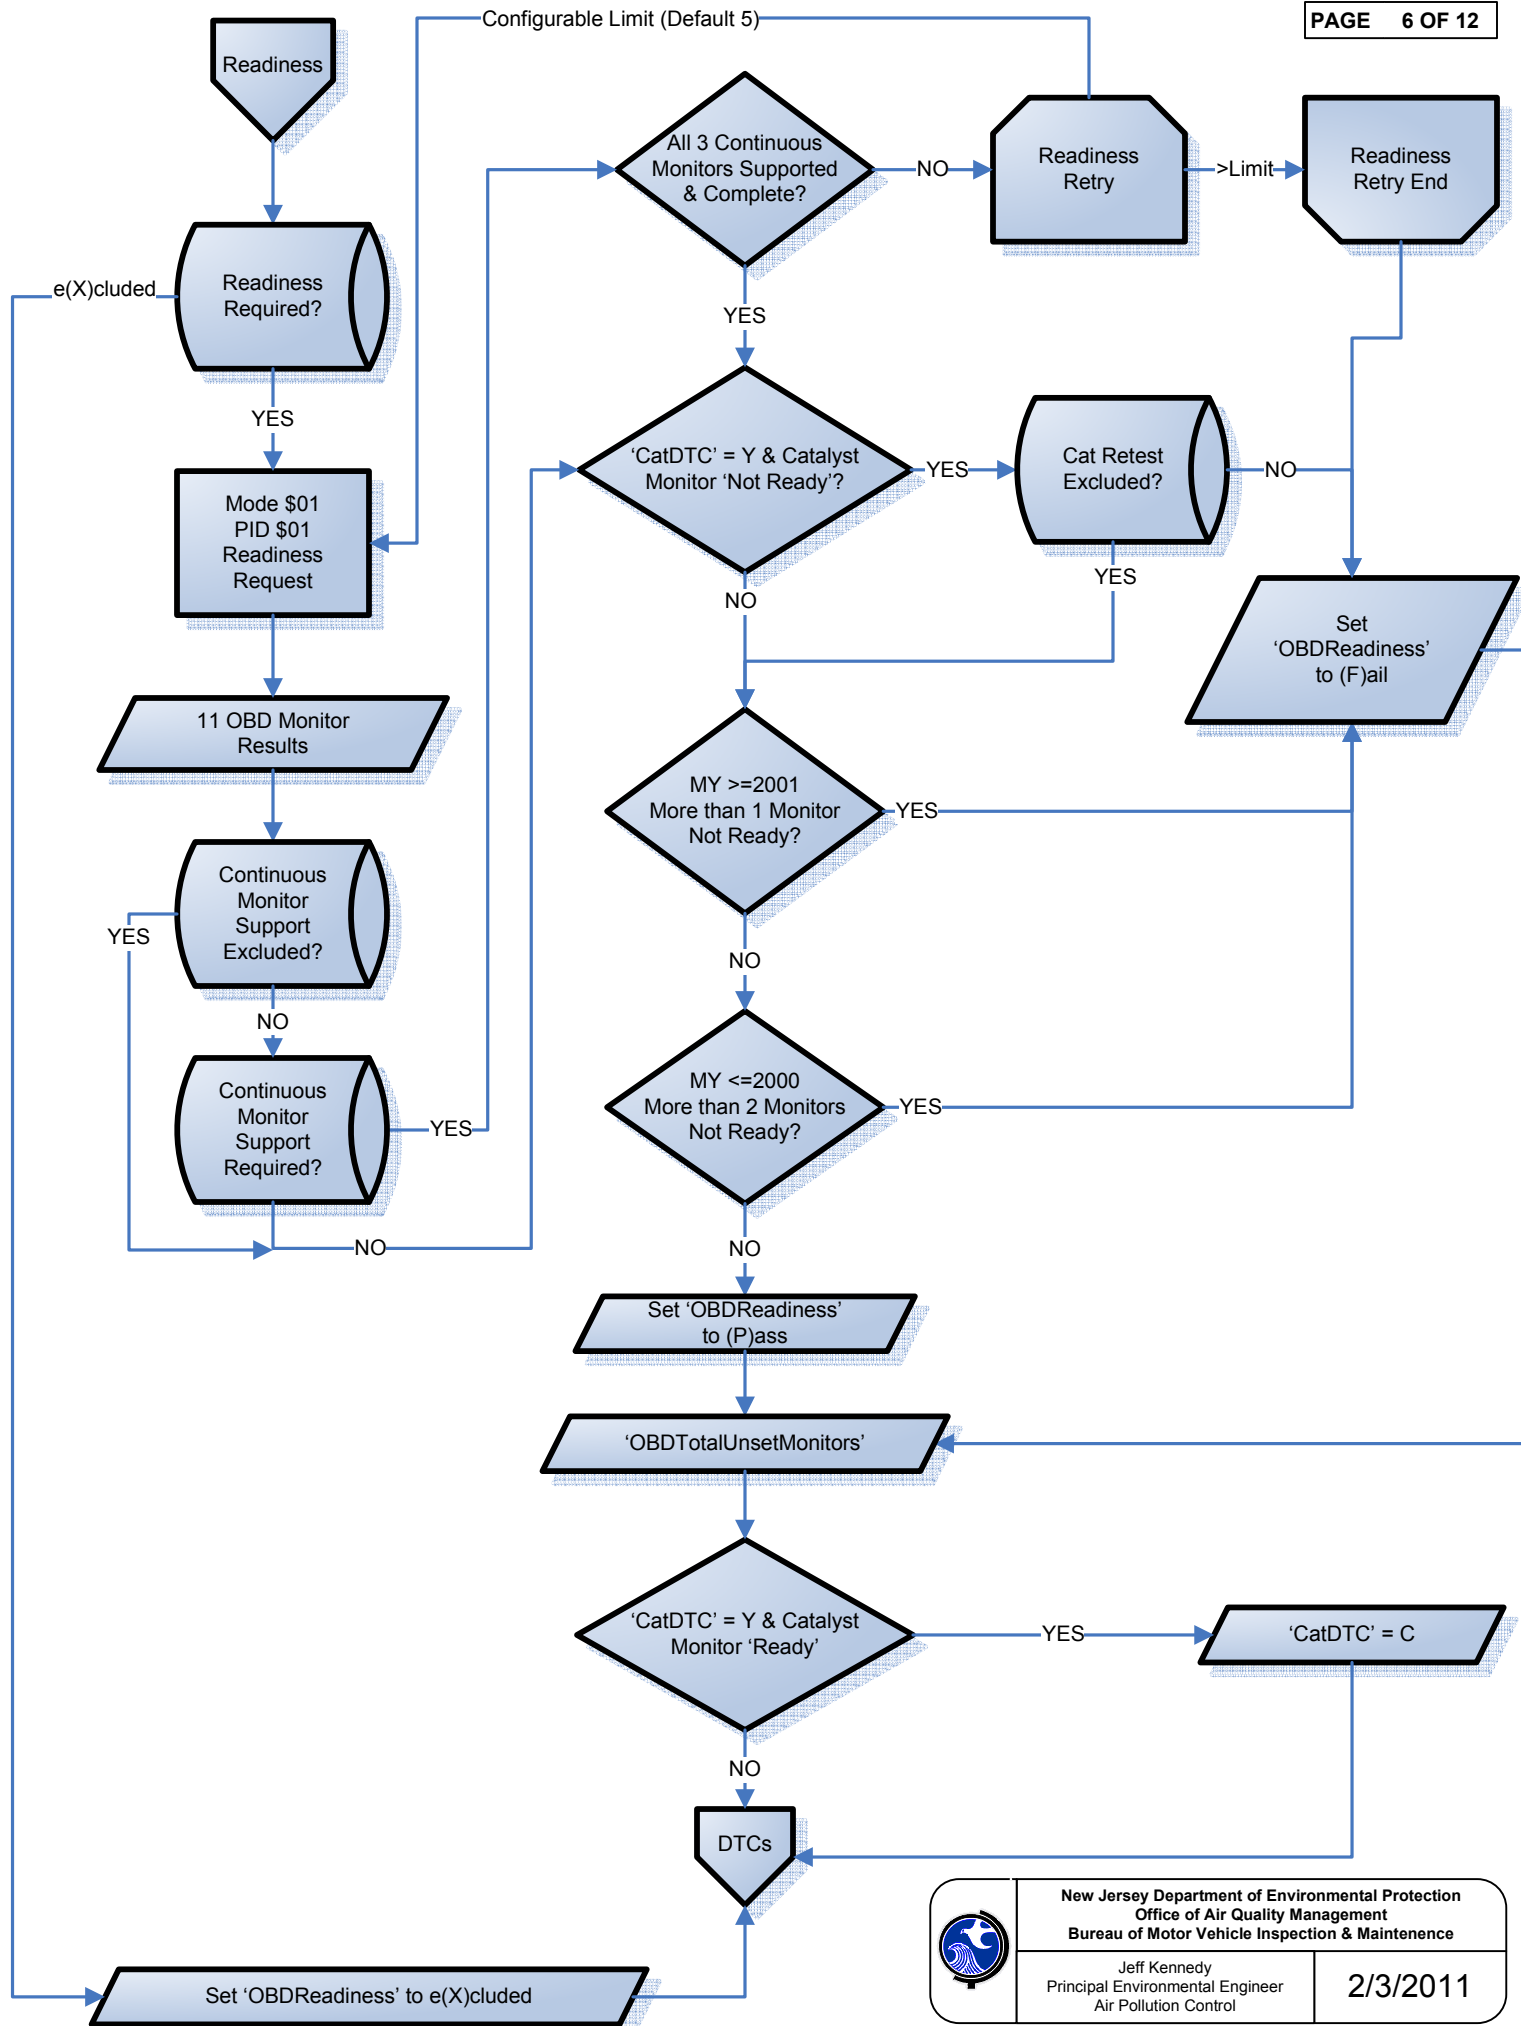 Configurable Limit (Default 5)
PAGE 6 OF 12
Readiness
All 3 Continuous
Monitors Supported
& Complete?
NO
Readiness
Retry
>Limit
Readiness
Retry End
e(X)cluded
Readiness
Required?
YES
YES
Mode $01
PID $01
Readiness
Request
‘CatDTC’ = Y & Catalyst
Monitor ‘Not Ready’?
YES
Cat Retest
Excluded?
NO
YES
NO
Set
‘OBDReadiness’
to (F)ail
11 OBD Monitor
Results
MY >=2001
More than 1 Monitor
Not Ready?
YES
Continuous
Monitor
Support
Excluded?
YES
NO
NO
Continuous
Monitor
Support
Required?
YES
NO
MY <=2000
More than 2 Monitors
Not Ready?
YES
NO
Set ‘OBDReadiness’
to (P)ass
‘OBDTotalUnsetMonitors’
‘CatDTC’ = Y & Catalyst
Monitor ‘Ready’
YES
‘CatDTC’ = C
NO
DTCs
Set ‘OBDReadiness’ to e(X)cluded
New Jersey Department of Environmental Protection
Office of Air Quality Management
Bureau of Motor Vehicle Inspection & Maintenence
Jeff Kennedy
Principal Environmental Engineer
Air Pollution Control
2/3/2011